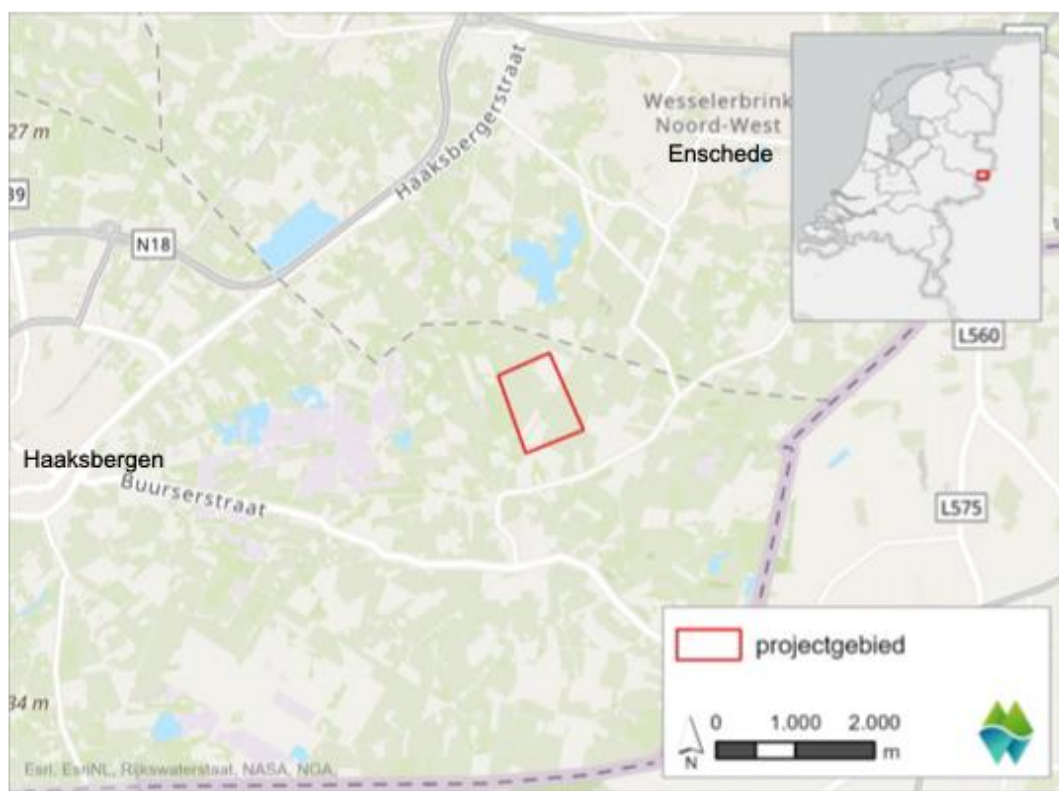 Wesselerbrink
Noord-West
Enschede
27 m
Haaksbergerstraat
39
N18
L560
Haaksbergen
Buurserstraat
L575
projectgebied
34 m
0 1.000 2.000
m
N
Esri, EsriNL, Rijkswaterstaat, NASA, NGA,